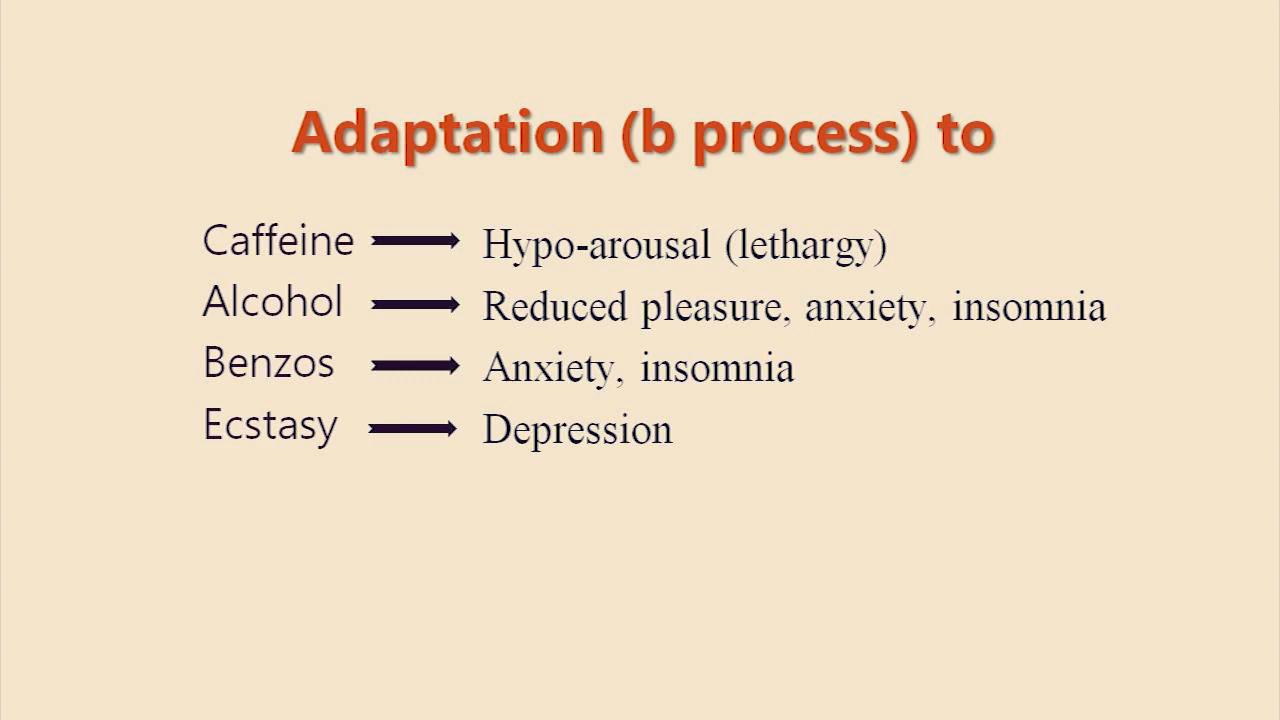 Adaptation (b process) to
Caffeine Hypo-arousal (lethargy)
Alcohol Reduced pleasure, anxiety, insomnia
Benzos Anxiety, insomnia
Ecstasy Depression